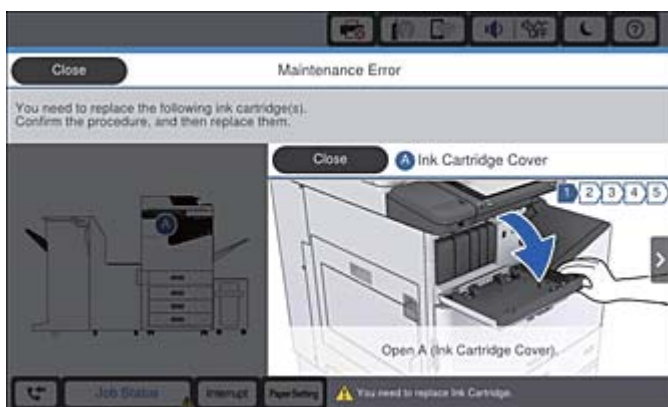 Close
Maintenance Error
You need to replace the following ink cartridge(s).
Confirm the procedure, and then replace them.
Close
A Ink Cartridge Cover
1 2 3 4 5
A
Open A (Ink Cartridge Cover).
Job Status
Interrupt
Paper Setting
You need to replace Ink Cartridge.